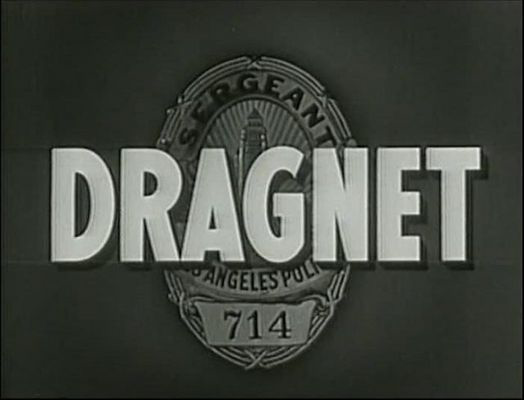 SERGEANT
DRAGNET
ANGELES POLI
714